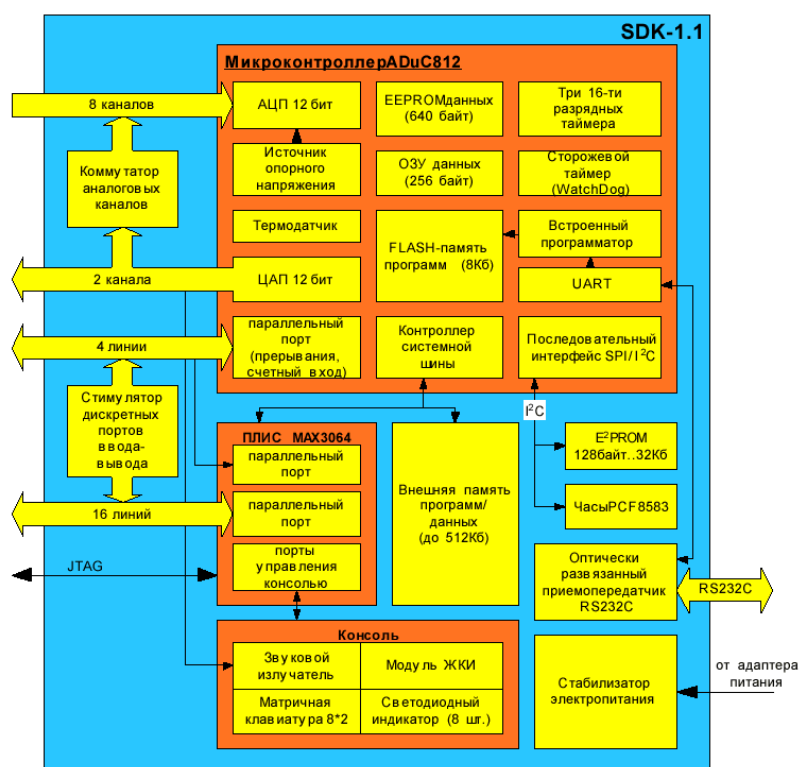 SDK-1.1
МикроконтроллерADuC812
8 каналов
АЦП 12 бит
EEPROMданных
(640 байт)
Три 16-ти
разрядных
таймера
Коммутатор
аналоговых
каналов
Источник
опорного
напряжения
ОЗУ данных
(256 байт)
Сторожевой
таймер
(WatchDog)
Термодатчик
FLASH-память
программ (8Кб)
Встроенный
программатор
2 канала
ЦАП 12 бит
UART
4 линии
параллельный
порт
(прерывания,
счетный вход)
Контроллер
системной
шины
Последовательный
интерфейс SPI/I²C
Стимулятор
дискретных
портов
ввода-
вывода
I²C
ПЛИС MAX3064
параллельный
порт
E²PROM
128байт..32Кб
16 линий
параллельный
порт
Внешняя память
программ/
данных
(до 512Кб)
ЧасыPCF8583
JTAG
порты
управления
консолью
Оптически
развязанный
приемопередатчик
RS232C
RS232C
Консоль
Звуковой
излучатель
Модуль ЖКИ
Матричная
клавиатура 8*2
Светодиодный
индикатор (8 шт.)
Стабилизатор
электропитания
от адаптера
питания